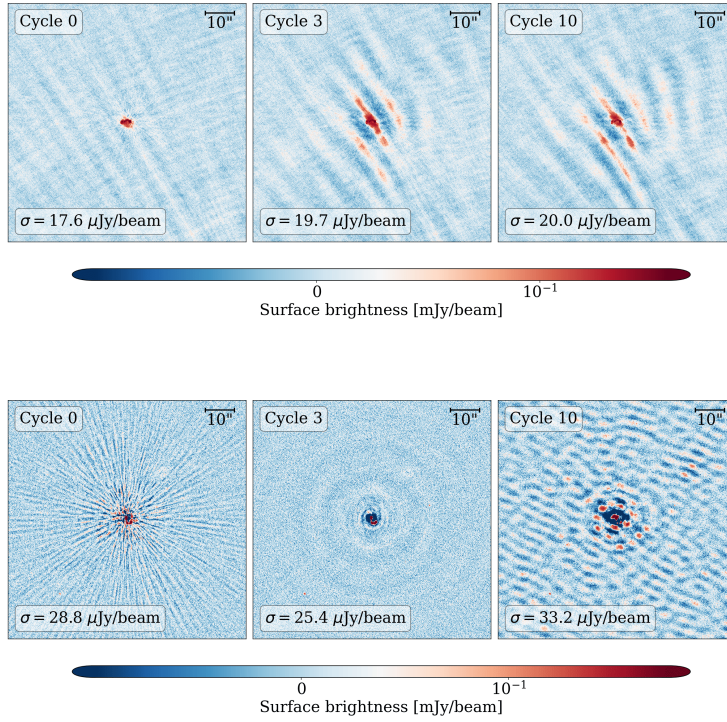 Cycle 0
10"
Cycle 3
10"
Cycle 10
10"
σ = 17.6 μJy/beam
σ = 19.7 μJy/beam
σ = 20.0 μJy/beam
0
10⁻¹
Surface brightness [mJy/beam]
Cycle 0
10"
Cycle 3
10"
Cycle 10
10"
σ = 28.8 μJy/beam
σ = 25.4 μJy/beam
σ = 33.2 μJy/beam
0
10⁻¹
Surface brightness [mJy/beam]